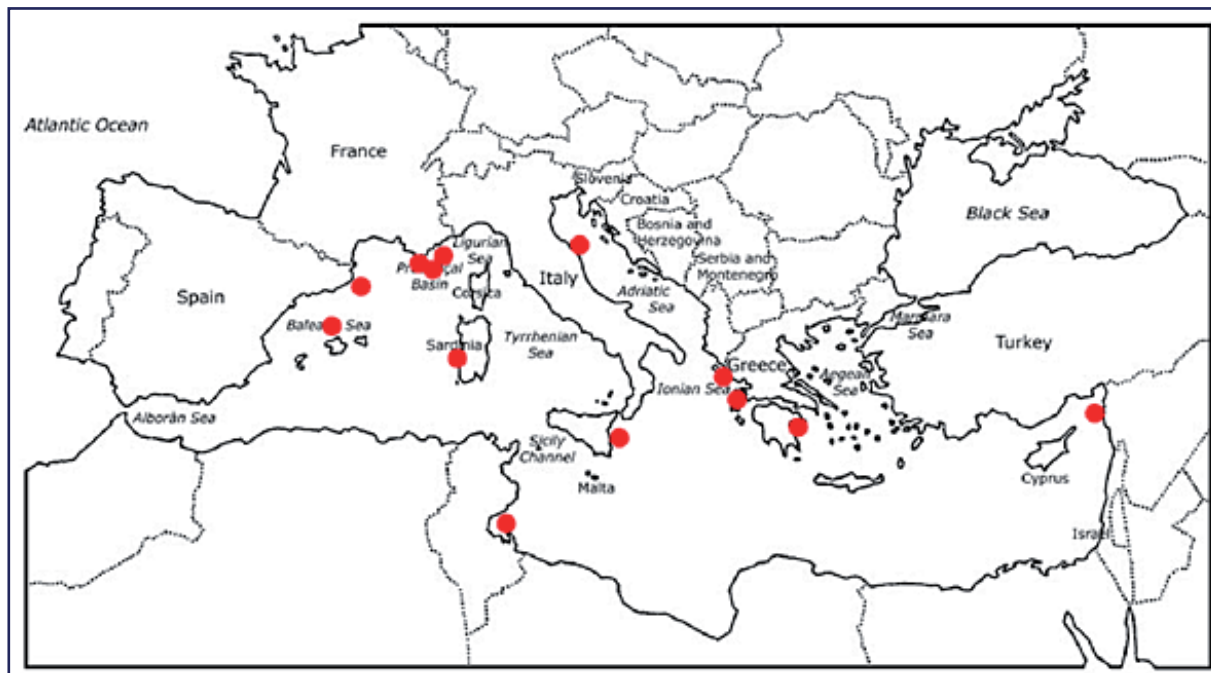 Atlantic Ocean
France
Slovenia
Croatia
Bosnia and
Herzegovina
Serbia and
Montenegro
Black Sea
Ligurian
Sea
Basin
Corsica
Italy
Adriatic
Sea
Spain
Sea
Sardinia
Tyrrhenian
Sea
Greece
Ionian Sea
Aegean
Sea
Marmara
Sea
Turkey
Alborán Sea
Sicily
Channel
Malta
Cyprus
Israel